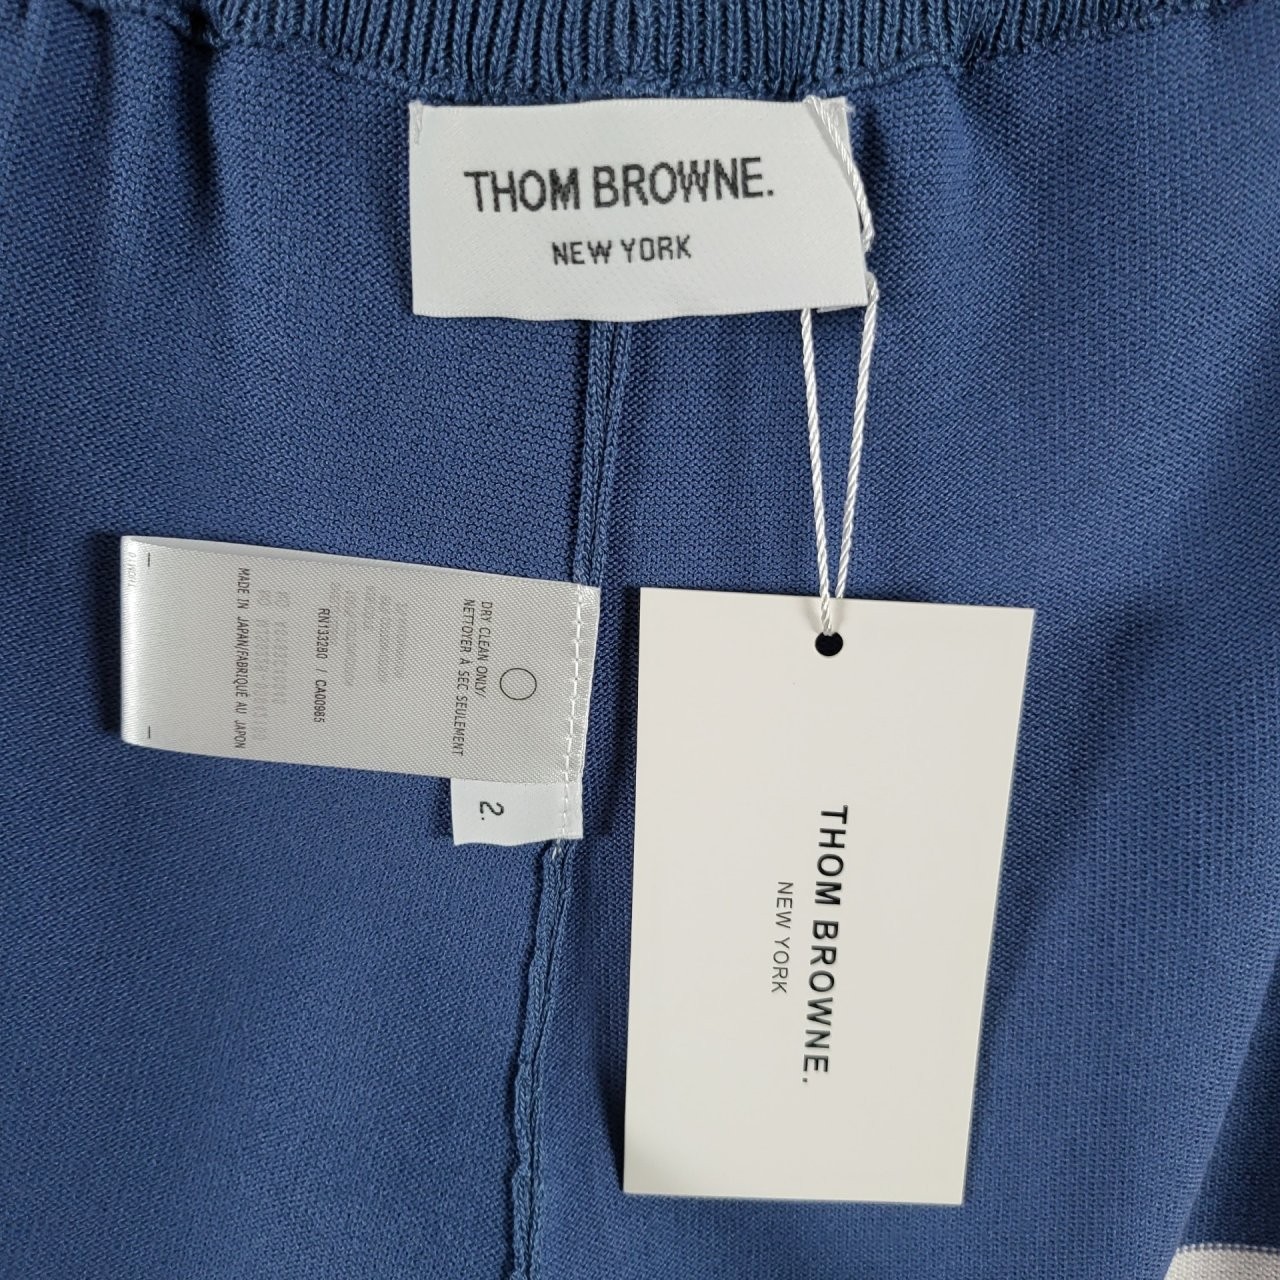 THOM BROWNE.
NEW YORK
DRY CLEAN ONLY/
NETTOYER À SEC SEULEMENT
RN133280 / CA00985
MADE IN JAPAN/FABRIQUÉ AU JAPON
2.
THOM BROWNE.
NEW YORK